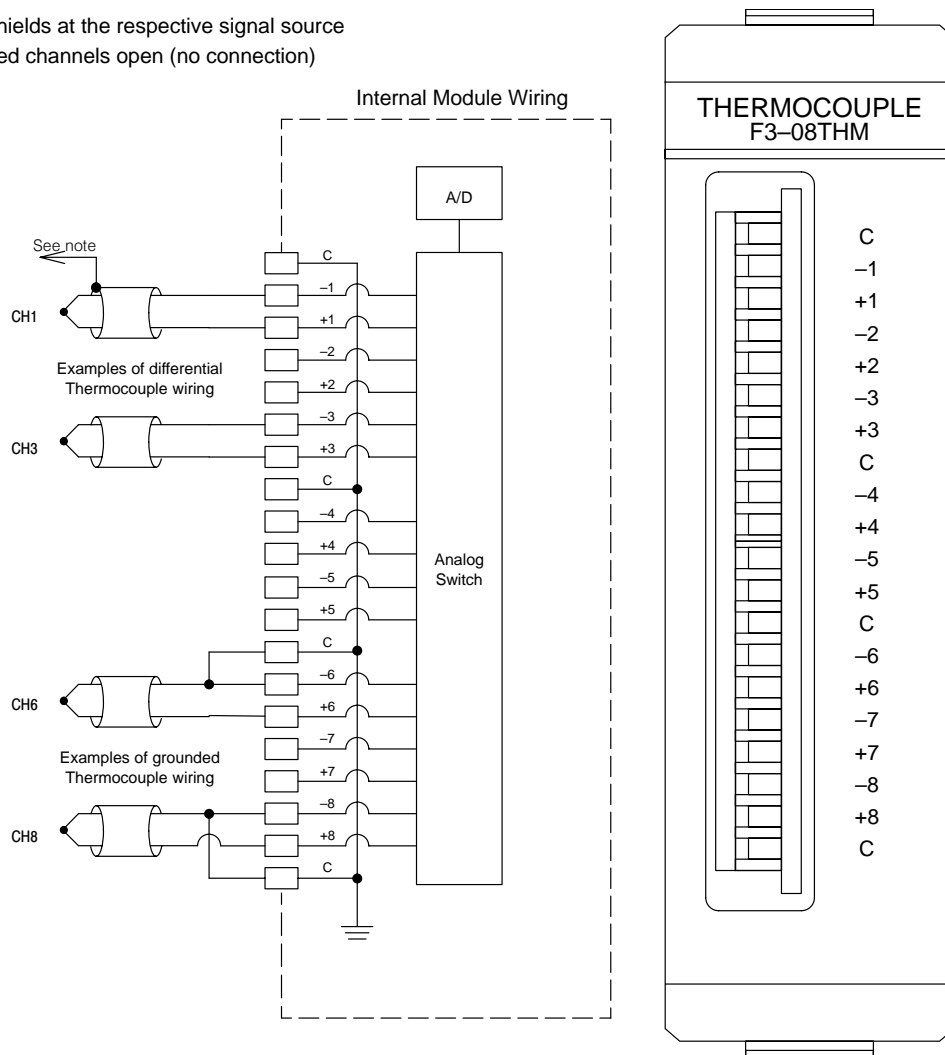 hields at the respective signal source
ed channels open (no connection)
Internal Module Wiring
A/D
See note
CH1
Examples of differential
Thermocouple wiring
CH3
C
–1
+1
–2
+2
–3
+3
C
–4
+4
–5
+5
C
–6
+6
–7
+7
–8
+8
C
Analog
Switch
CH6
Examples of grounded
Thermocouple wiring
CH8
THERMOCOUPLE
F3–08THM
C
–1
+1
–2
+2
–3
+3
C
–4
+4
–5
+5
C
–6
+6
–7
+7
–8
+8
C